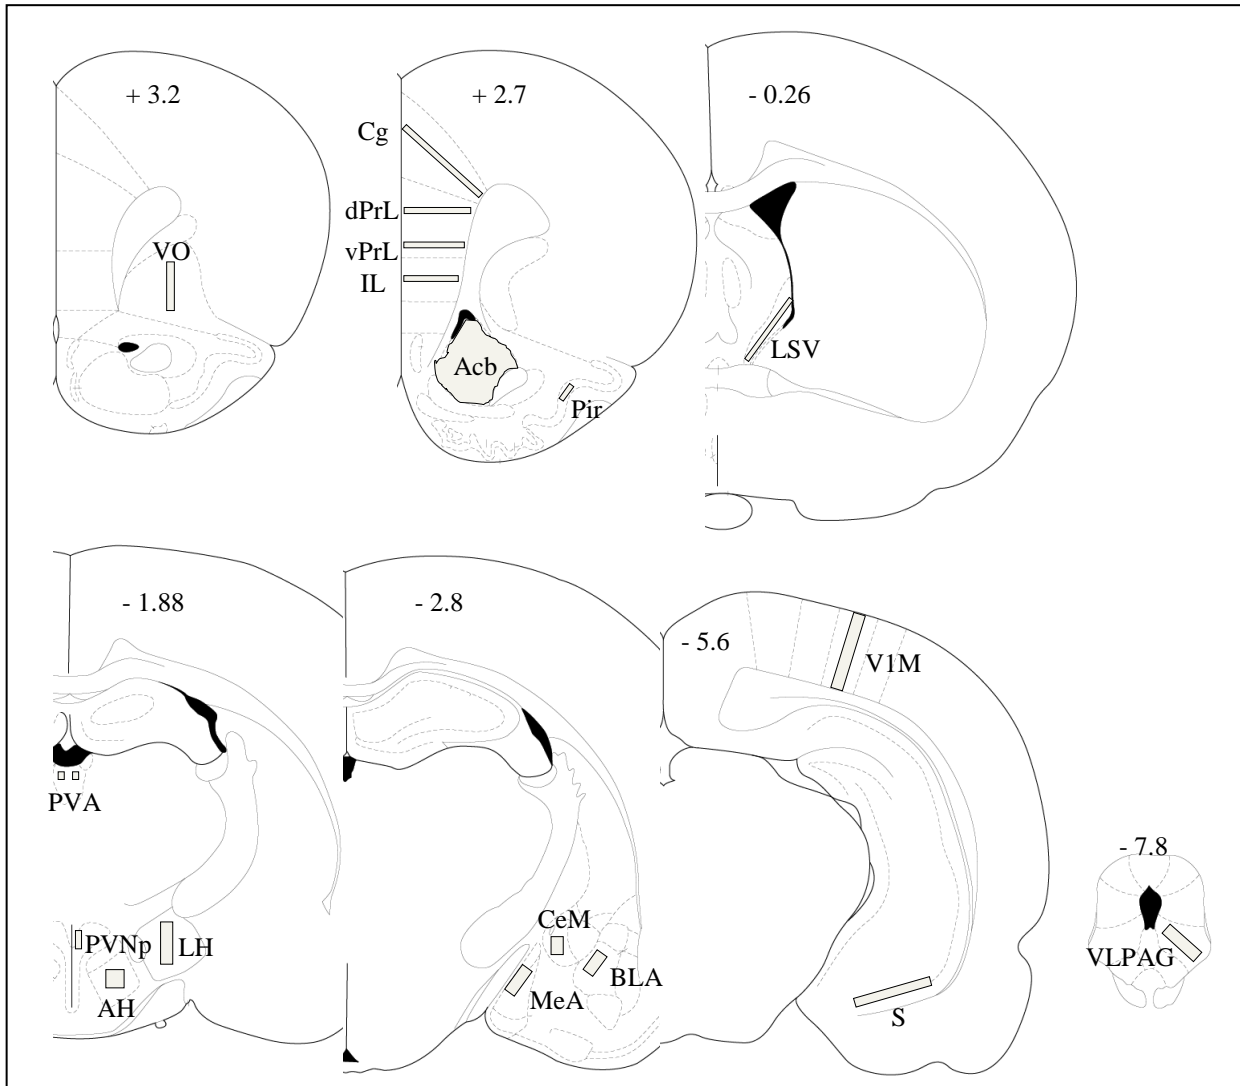 + 3.2
VO
+ 2.7
Cg
dPrL
vPrL
IL
Acb
Pir
- 0.26
LSV
- 1.88
PVA
PVNp
LH
AH
- 2.8
CeM
BLA
MeA
- 5.6
V1M
S
- 7.8
VLPAG